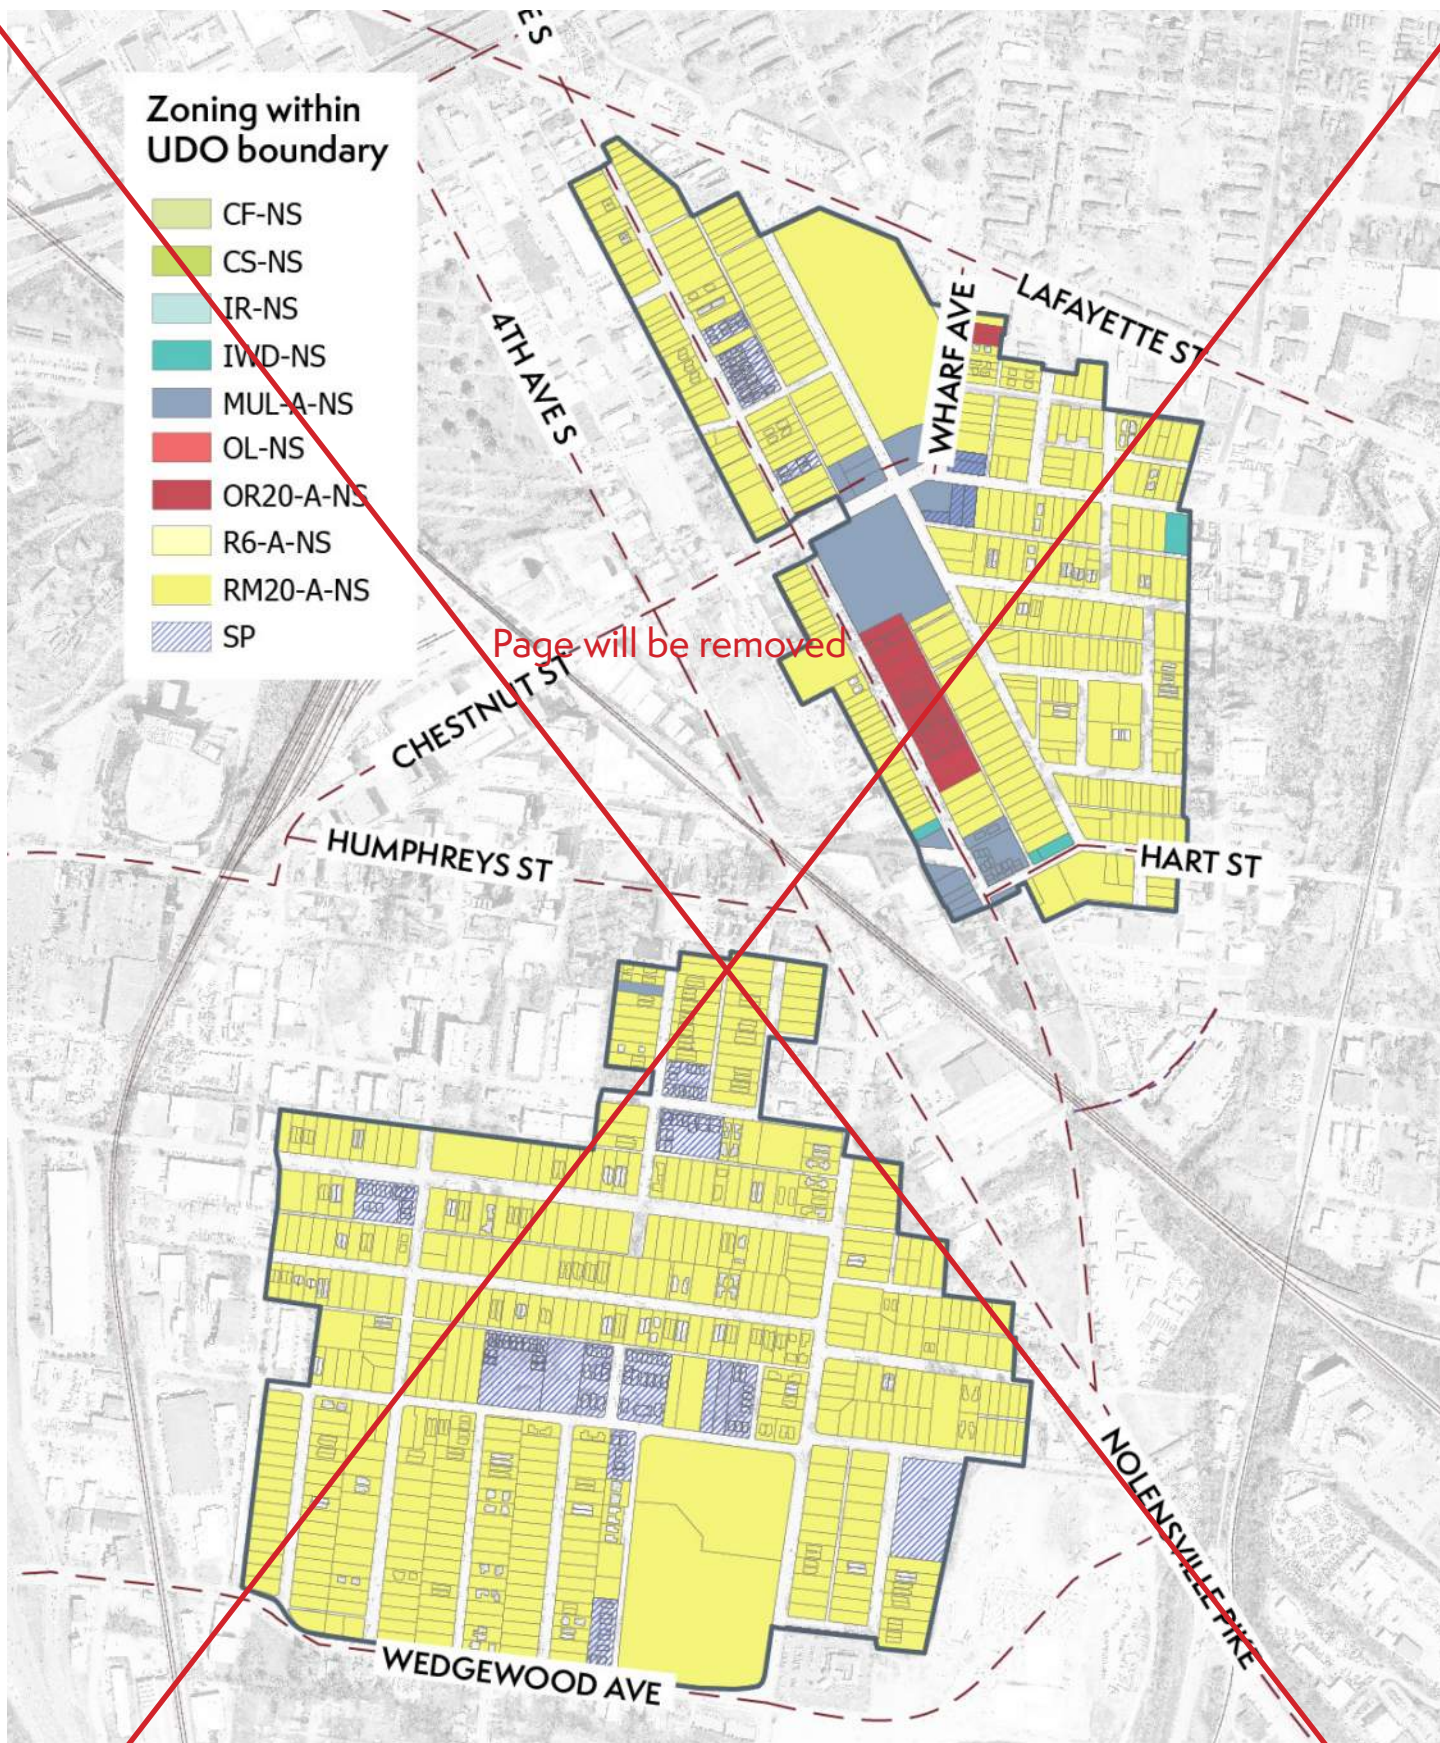 E S
Zoning within
UDO boundary
CF-NS
CS-NS
IR-NS
IWD-NS
MUL-A-NS
OL-NS
OR20-A-NS
R6-A-NS
RM20-A-NS
SP
LAFAYETTE ST
WHARF AVE
4TH AVE S
Page will be removed
CHESTNUT ST
HUMPHREYS ST
HART ST
NOLENSVILLE PIKE
WEDGEWOOD AVE